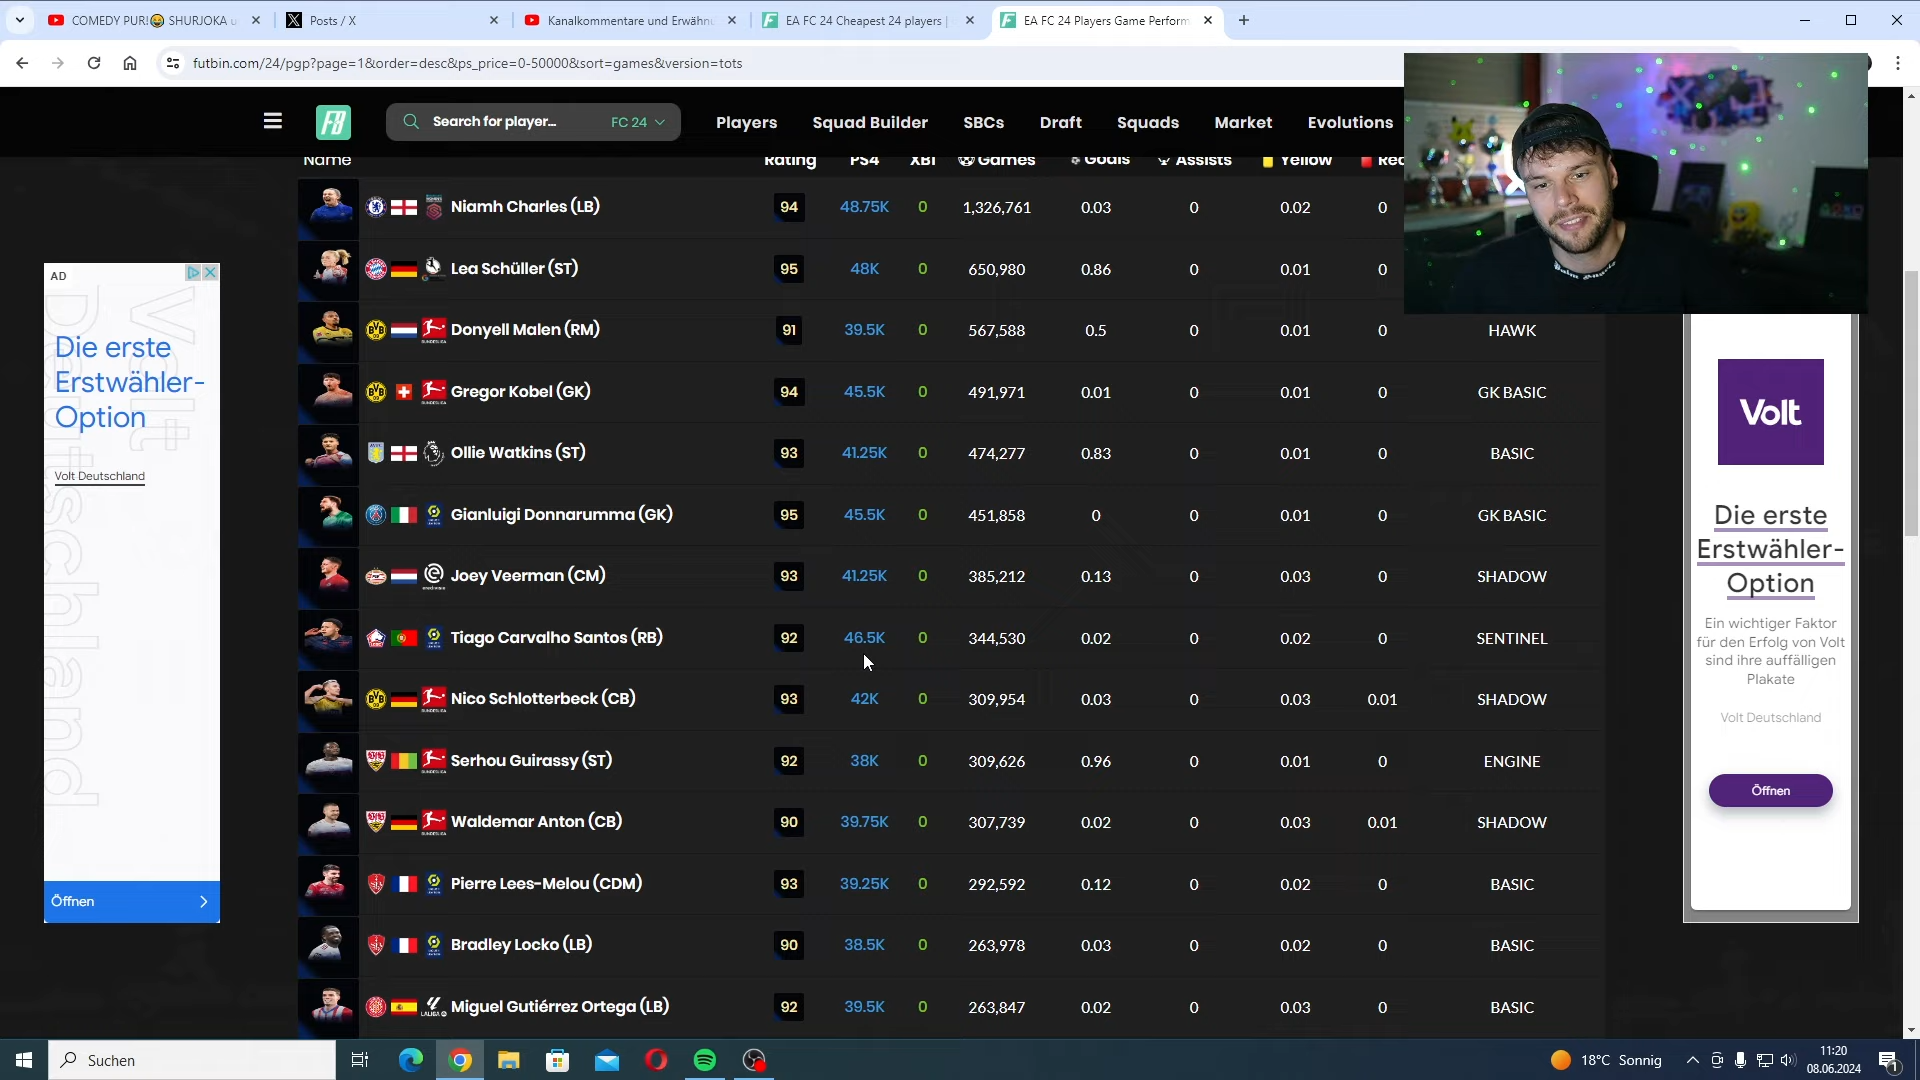 COMEDY PUR!😂 SHURJOKA u
Posts / X
Kanalkommentare und Erwähnu
EA FC 24 Cheapest 24 players |
EA FC 24 Players Game Perform
futbin.com/24/pgp?page=1&order=desc&ps_price=0-50000&sort=games&version=tots
FB
Search for player...
FC 24
Players
Squad Builder
SBCs
Draft
Squads
Market
Evolutions
Name Rating PS4 XB1 Games Goals Assists Yellow Red
Niamh Charles (LB) 94 48.75K 0 1,326,761 0.03 0 0.02 0
Lea Schüller (ST) 95 48K 0 650,980 0.86 0 0.01 0
Donyell Malen (RM) 91 39.5K 0 567,588 0.5 0 0.01 0 HAWK
Gregor Kobel (GK) 94 45.5K 0 491,971 0.01 0 0.01 0 GK BASIC
Ollie Watkins (ST) 93 41.25K 0 474,277 0.83 0 0.01 0 BASIC
Gianluigi Donnarumma (GK) 95 45.5K 0 451,858 0 0 0.01 0 GK BASIC
Joey Veerman (CM) 93 41.25K 0 385,212 0.13 0 0.03 0 SHADOW
Tiago Carvalho Santos (RB) 92 46.5K 0 344,530 0.02 0 0.02 0 SENTINEL
Nico Schlotterbeck (CB) 93 42K 0 309,954 0.03 0 0.03 0.01 SHADOW
Serhou Guirassy (ST) 92 38K 0 309,626 0.96 0 0.01 0 ENGINE
Waldemar Anton (CB) 90 39.75K 0 307,739 0.02 0 0.03 0.01 SHADOW
Pierre Lees-Melou (CDM) 93 39.25K 0 292,592 0.12 0 0.02 0 BASIC
Bradley Locko (LB) 90 38.5K 0 263,978 0.03 0 0.02 0 BASIC
Miguel Gutiérrez Ortega (LB) 92 39.5K 0 263,847 0.02 0 0.03 0 BASIC
AD
Volt
Deutschland
Die erste
Erstwähler-
Option
Volt Deutschland
Öffnen
Volt
Die erste
Erstwähler-
Option
Ein wichtiger Faktor
für den Erfolg von Volt
sind ihre auffälligen
Plakate
Volt Deutschland
Öffnen
Suchen
18°C Sonnig
11:20
08.06.2024
1